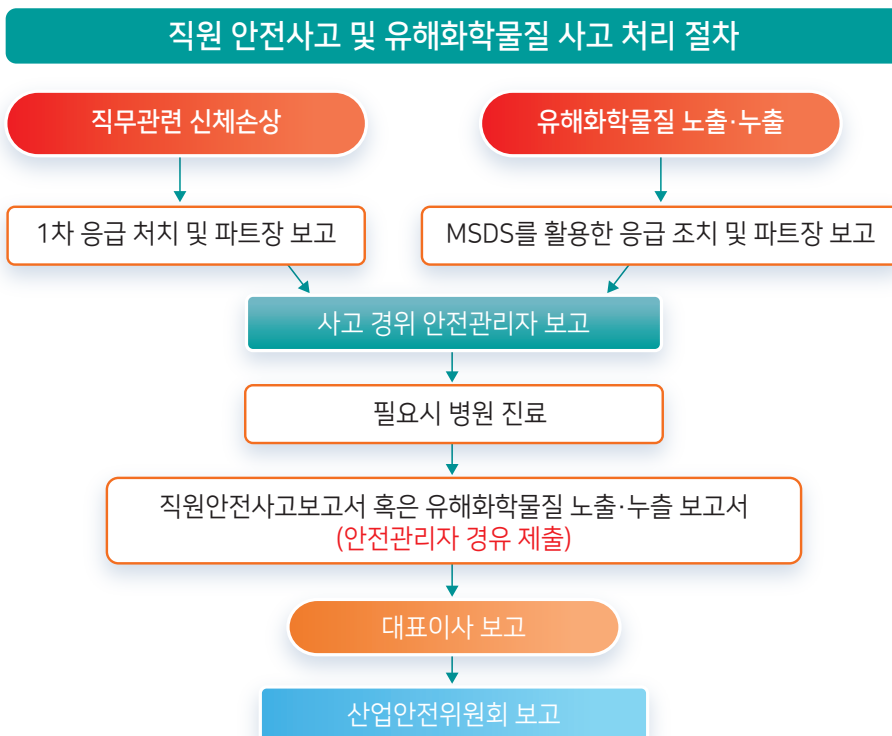 직원 안전사고 및 유해화학물질 사고 처리 절차
직무관련 신체손상
유해화학물질 노출·누출
1차 응급 처치 및 파트장 보고
MSDS를 활용한 응급 조치 및 파트장 보고
사고 경위 안전관리자 보고
필요시 병원 진료
직원안전사고보고서 혹은 유해화학물질 노출·누츨 보고서
(안전관리자 경유 제출)
대표이사 보고
산업안전위원회 보고